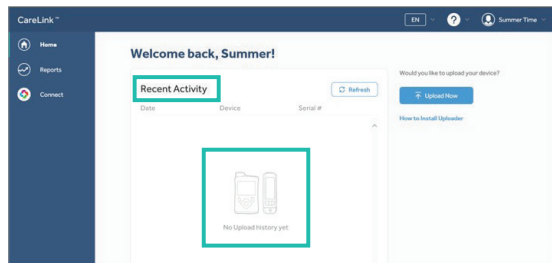 CareLink™
EN
?
Summer Time
Home
Reports
Connect
Welcome back, Summer!
Recent Activity
Refresh
Date Device Serial #
No Upload history yet
Would you like to upload your device?
Upload Now
How to Install Uploader